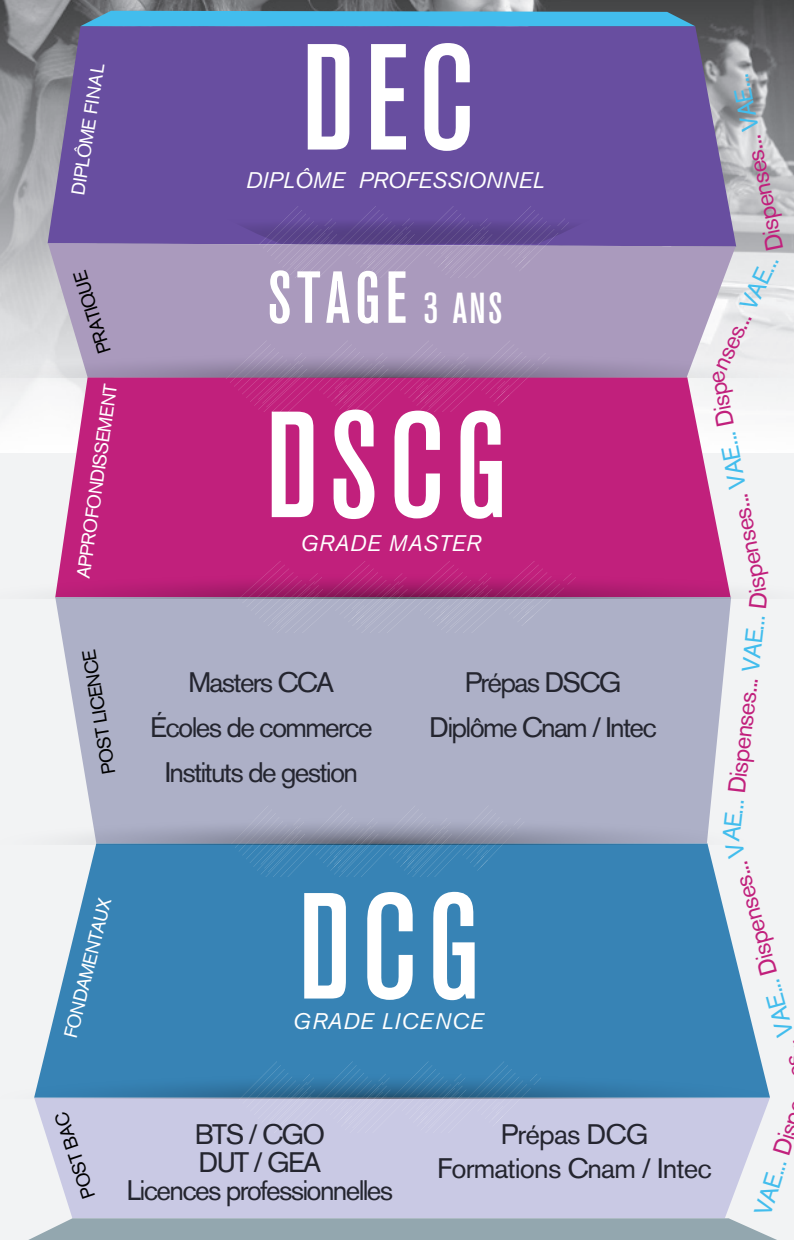 DIPLÔME FINAL
DEC
DIPLÔME PROFESSIONNEL
PRATIQUE
STAGE 3 ANS
APPROFONDISSEMENT
DSCG
GRADE MASTER
POST LICENCE
Masters CCA
Écoles de commerce
Instituts de gestion
Prépas DSCG
Diplôme Cnam / Intec
FONDAMENTAUX
DCG
GRADE LICENCE
POST BAC
BTS / CGO
DUT / GEA
Licences professionnelles
Prépas DCG
Formations Cnam / Intec
VAE... Dispenses... VAE... Dispenses... VAE... Dispenses... VAE... Dispenses... VAE... Dispenses... VAE... VAE...